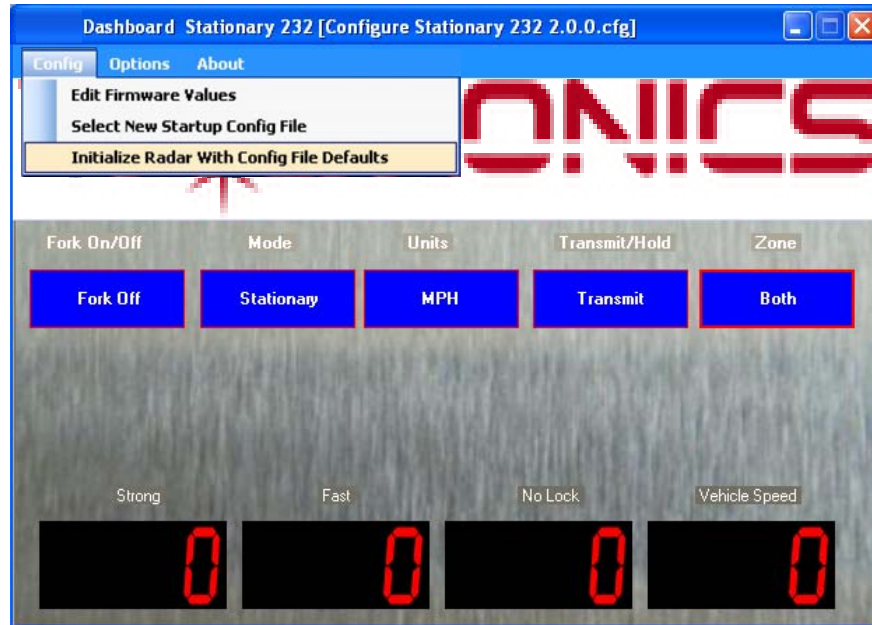 Dashboard Stationary 232 [Configure Stationary 232 2.0.0.cfg]
Config Options About
Edit Firmware Values
Select New Startup Config File
Initialize Radar With Config File Defaults
Fork On/Off Mode Units Transmit/Hold Zone
Fork Off Stationary MPH Transmit Both
Strong Fast No Lock Vehicle Speed
0 0 0 0